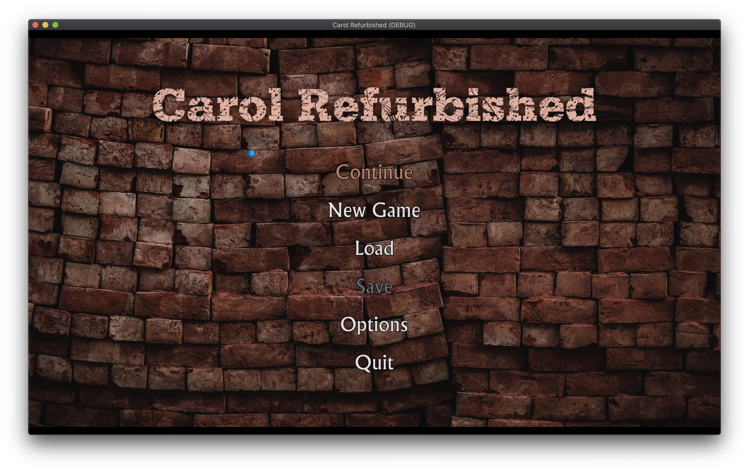 Carol Refurbished (DEBUG)
Carol Refurbished
Continue
New Game
Load
Save
Options
Quit